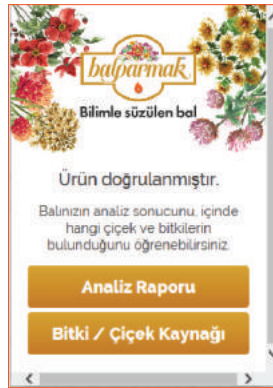 balparmak
Bilimle süzülen bal
Ürün doğrulanmıştır.
Balınızın analiz sonucunu, içinde
hangi çiçek ve bitkilerin
bulunduğunu öğrenebilirsiniz.
Analiz Raporu
Bitki / Çiçek Kaynağı